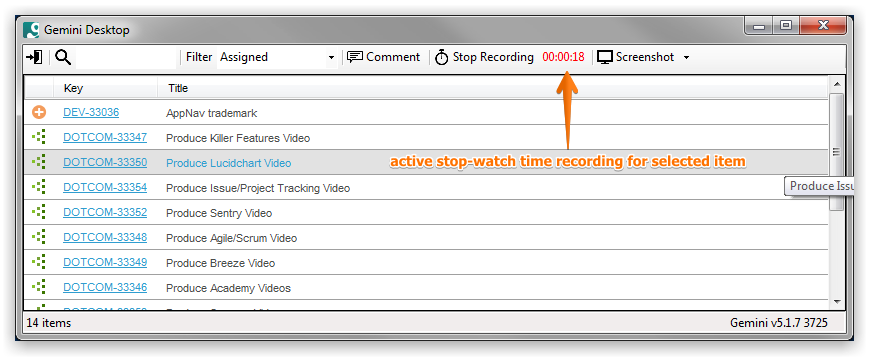 Gemini Desktop
Filter Assigned Comment Stop Recording 00:00:18 Screenshot
Key Title
DEV-33036 AppNav trademark
DOTCOM-33347 Produce Killer Features Video
DOTCOM-33350 Produce Lucidchart Video
active stop-watch time recording for selected item
DOTCOM-33354 Produce Issue/Project Tracking Video
Produce Issu
DOTCOM-33352 Produce Sentry Video
DOTCOM-33348 Produce Agile/Scrum Video
DOTCOM-33349 Produce Breeze Video
DOTCOM-33346 Produce Academy Videos
14 items
Gemini v5.1.7 3725